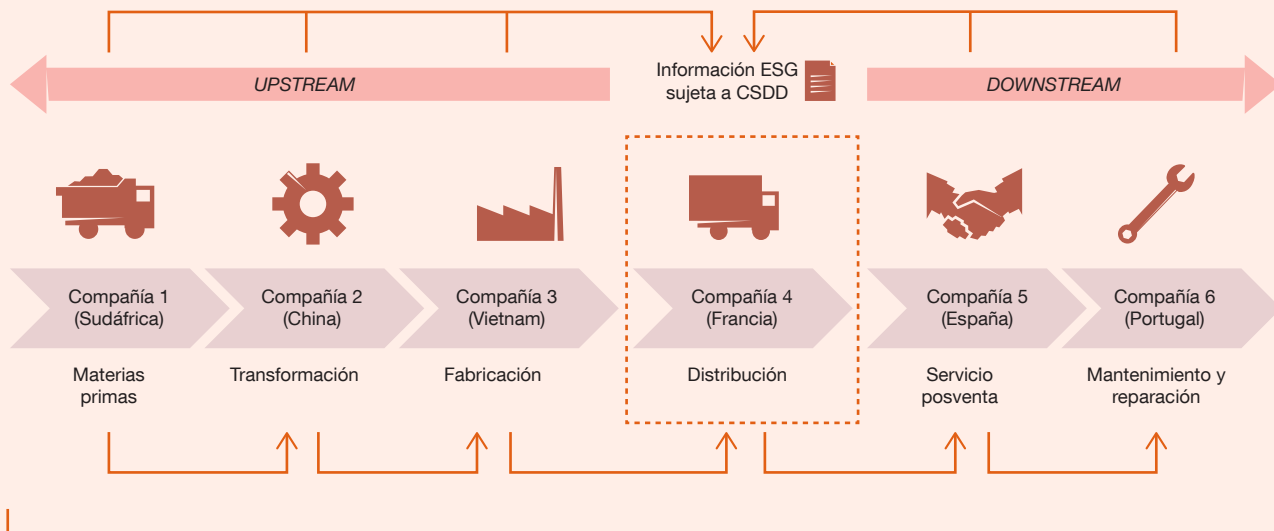 UPSTREAM
Información ESG
sujeta a CSDD
DOWNSTREAM
Compañía 1
(Sudáfrica)
Compañía 2
(China)
Compañía 3
(Vietnam)
Compañía 4
(Francia)
Compañía 5
(España)
Compañía 6
(Portugal)
Materias
primas
Transformación
Fabricación
Distribución
Servicio
posventa
Mantenimiento y
reparación